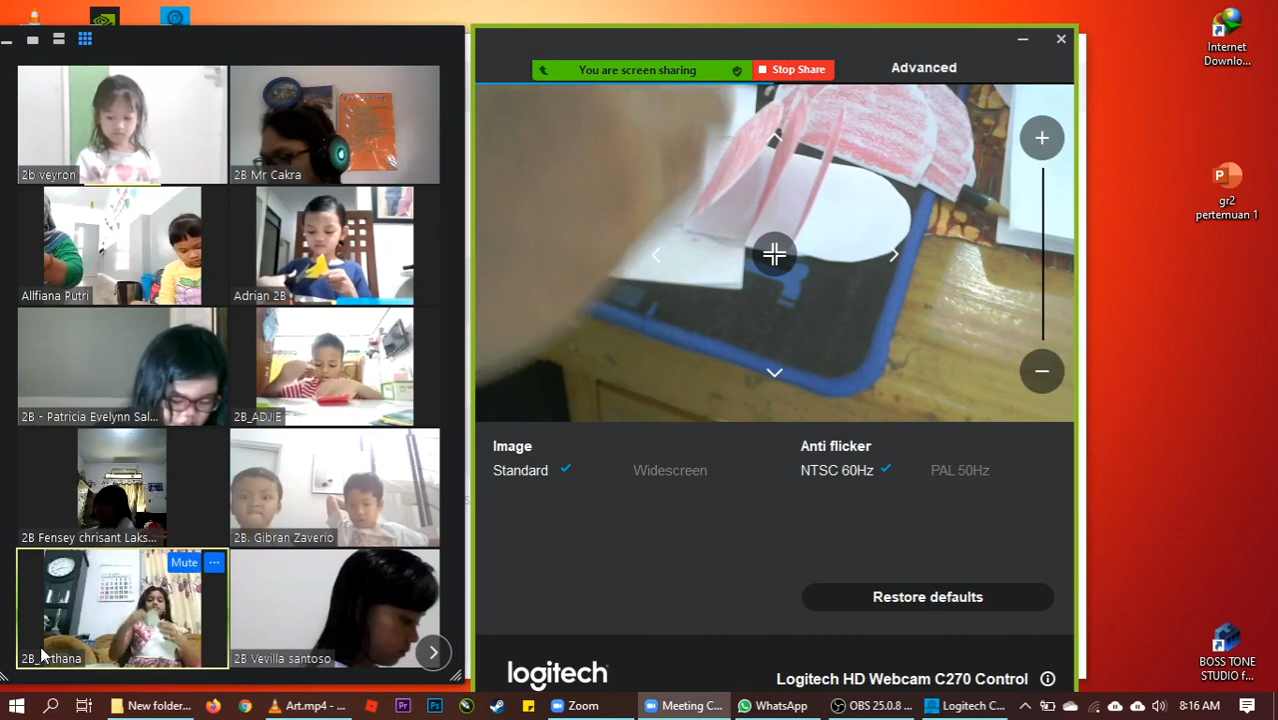 You are screen sharing
Stop Share
Advanced
2b veyron
2B Mr Cakra
Allfiana Putri
Adrian 2B
2B - Patricia Evelynn Sal...
2B_ADJIE
2B Fensey chrisant Laks...
2B. Gibran Zaverio
Mute
...
2B Vevilla santoso
Image
Standard
Widescreen
Anti flicker
NTSC 60Hz
PAL 50Hz
Restore defaults
logitech
Logitech HD Webcam C270 Control
Internet
Downlo...
P
gr2
pertemuan 1
BOSS TONE
STUDIO f...
New folder...
Art.mp4 - ...
Pr
Ps
Zoom
Meeting C...
WhatsApp
OBS 25.0.8 ...
Logitech C...
8:16 AM